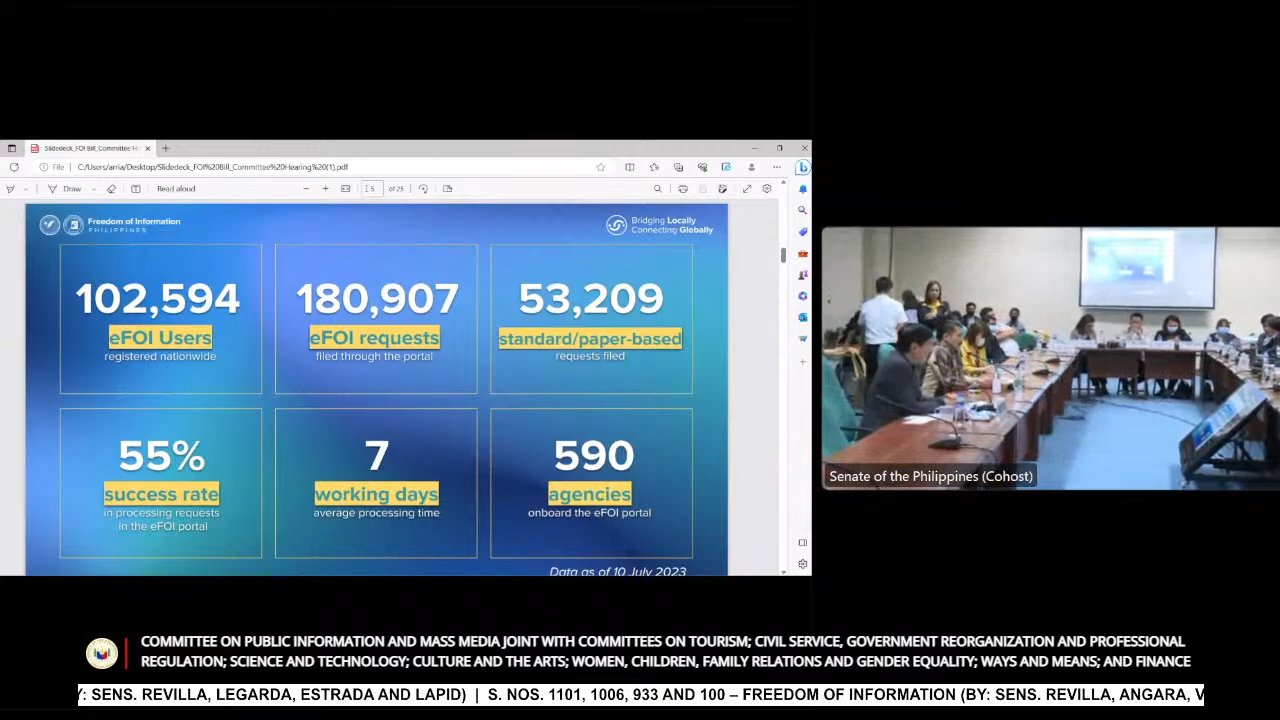 Slidedeck_FOI Bill_Committee He
File
C:/Users/arria/Desktop/Slidedeck_FOI%20Bill_Committee%20Hearing%20(1).pdf
Draw
Read aloud
5
of 25
Freedom of Information
PHILIPPINES
Bridging Locally
Connecting Globally
102,594
eFOI Users
registered nationwide
180,907
eFOI requests
filed through the portal
53,209
standard/paper-based
requests filed
55%
success rate
in processing requests
in the eFOI portal
7
working days
average processing time
590
agencies
onboard the eFOI portal
Data as of 10 July 2023
Senate of the Philippines (Cohost)
COMMITTEE ON PUBLIC INFORMATION AND MASS MEDIA JOINT WITH COMMITTEES ON TOURISM; CIVIL SERVICE, GOVERNMENT REORGANIZATION AND PROFESSIONAL
REGULATION; SCIENCE AND TECHNOLOGY; CULTURE AND THE ARTS; WOMEN, CHILDREN, FAMILY RELATIONS AND GENDER EQUALITY; WAYS AND MEANS; AND FINANCE
Y: SENS. REVILLA, LEGARDA, ESTRADA AND LAPID) | S. NOS. 1101, 1006, 933 AND 100 – FREEDOM OF INFORMATION (BY: SENS. REVILLA, ANGARA, V